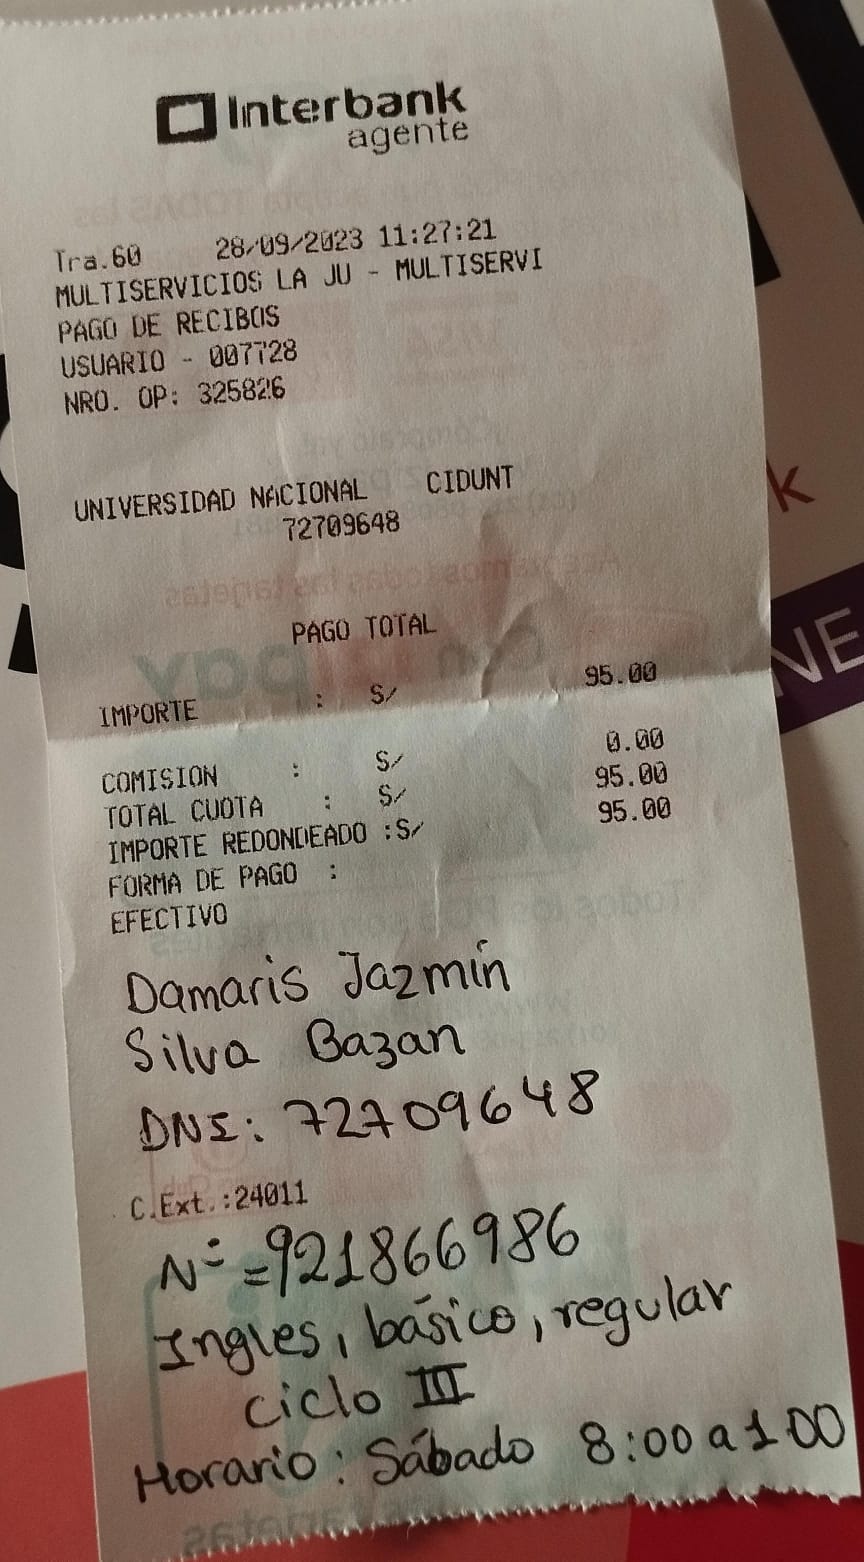 Interbank
agente
Tra.60 28/09/2023 11:27:21
MULTISERVICIOS LA JU - MULTISERVI
PAGO DE RECIBOS
USUARIO - 007728
NRO. OP: 325826
UNIVERSIDAD NACIONAL CIDUNT
72709648
PAGO TOTAL
IMPORTE : S/ 95.00
COMISION : S/ 0.00
TOTAL CUOTA : S/ 95.00
IMPORTE REDONDEADO :S/ 95.00
FORMA DE PAGO :
EFECTIVO
Damaris Jazmín
Silva Bazan
DNI: 72709648
C.Ext.:24011
N° =921866986
Ingles, básico, regular
ciclo III
Horario: Sábado 8:00 a 1 00
k
NE